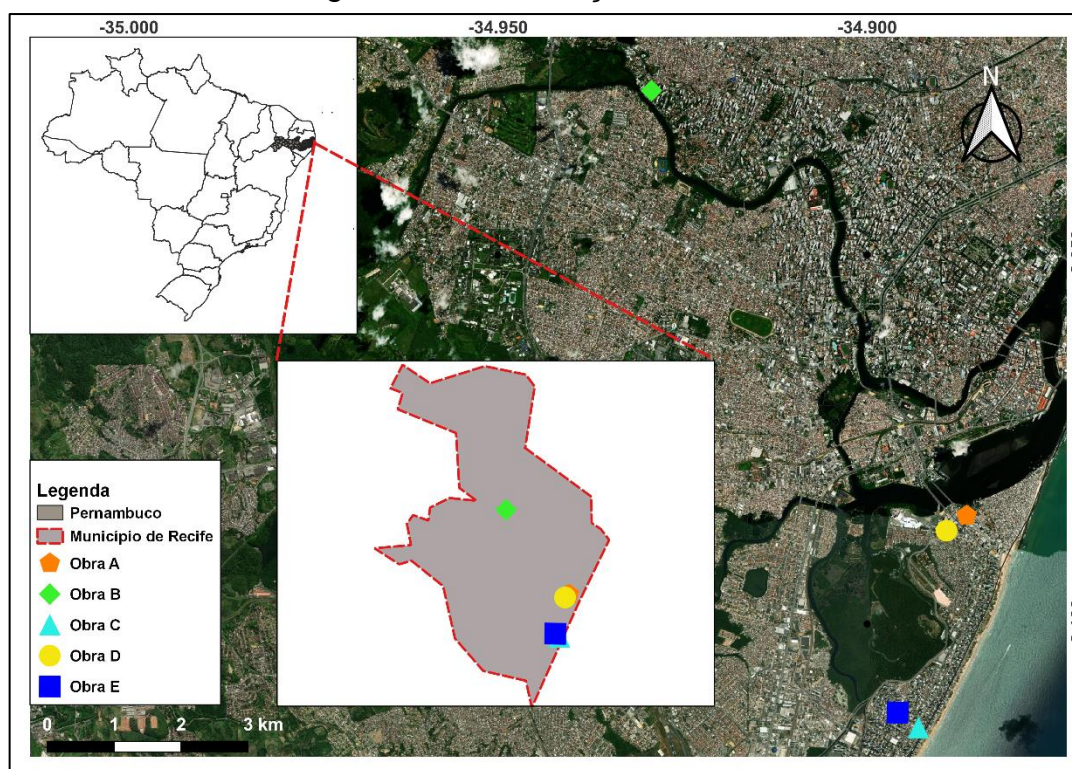 -35.000 -34.950 -34.900
N
Legenda
Pernambuco
Município de Recife
Obra A
Obra B
Obra C
Obra D
Obra E
0 1 2 3 km